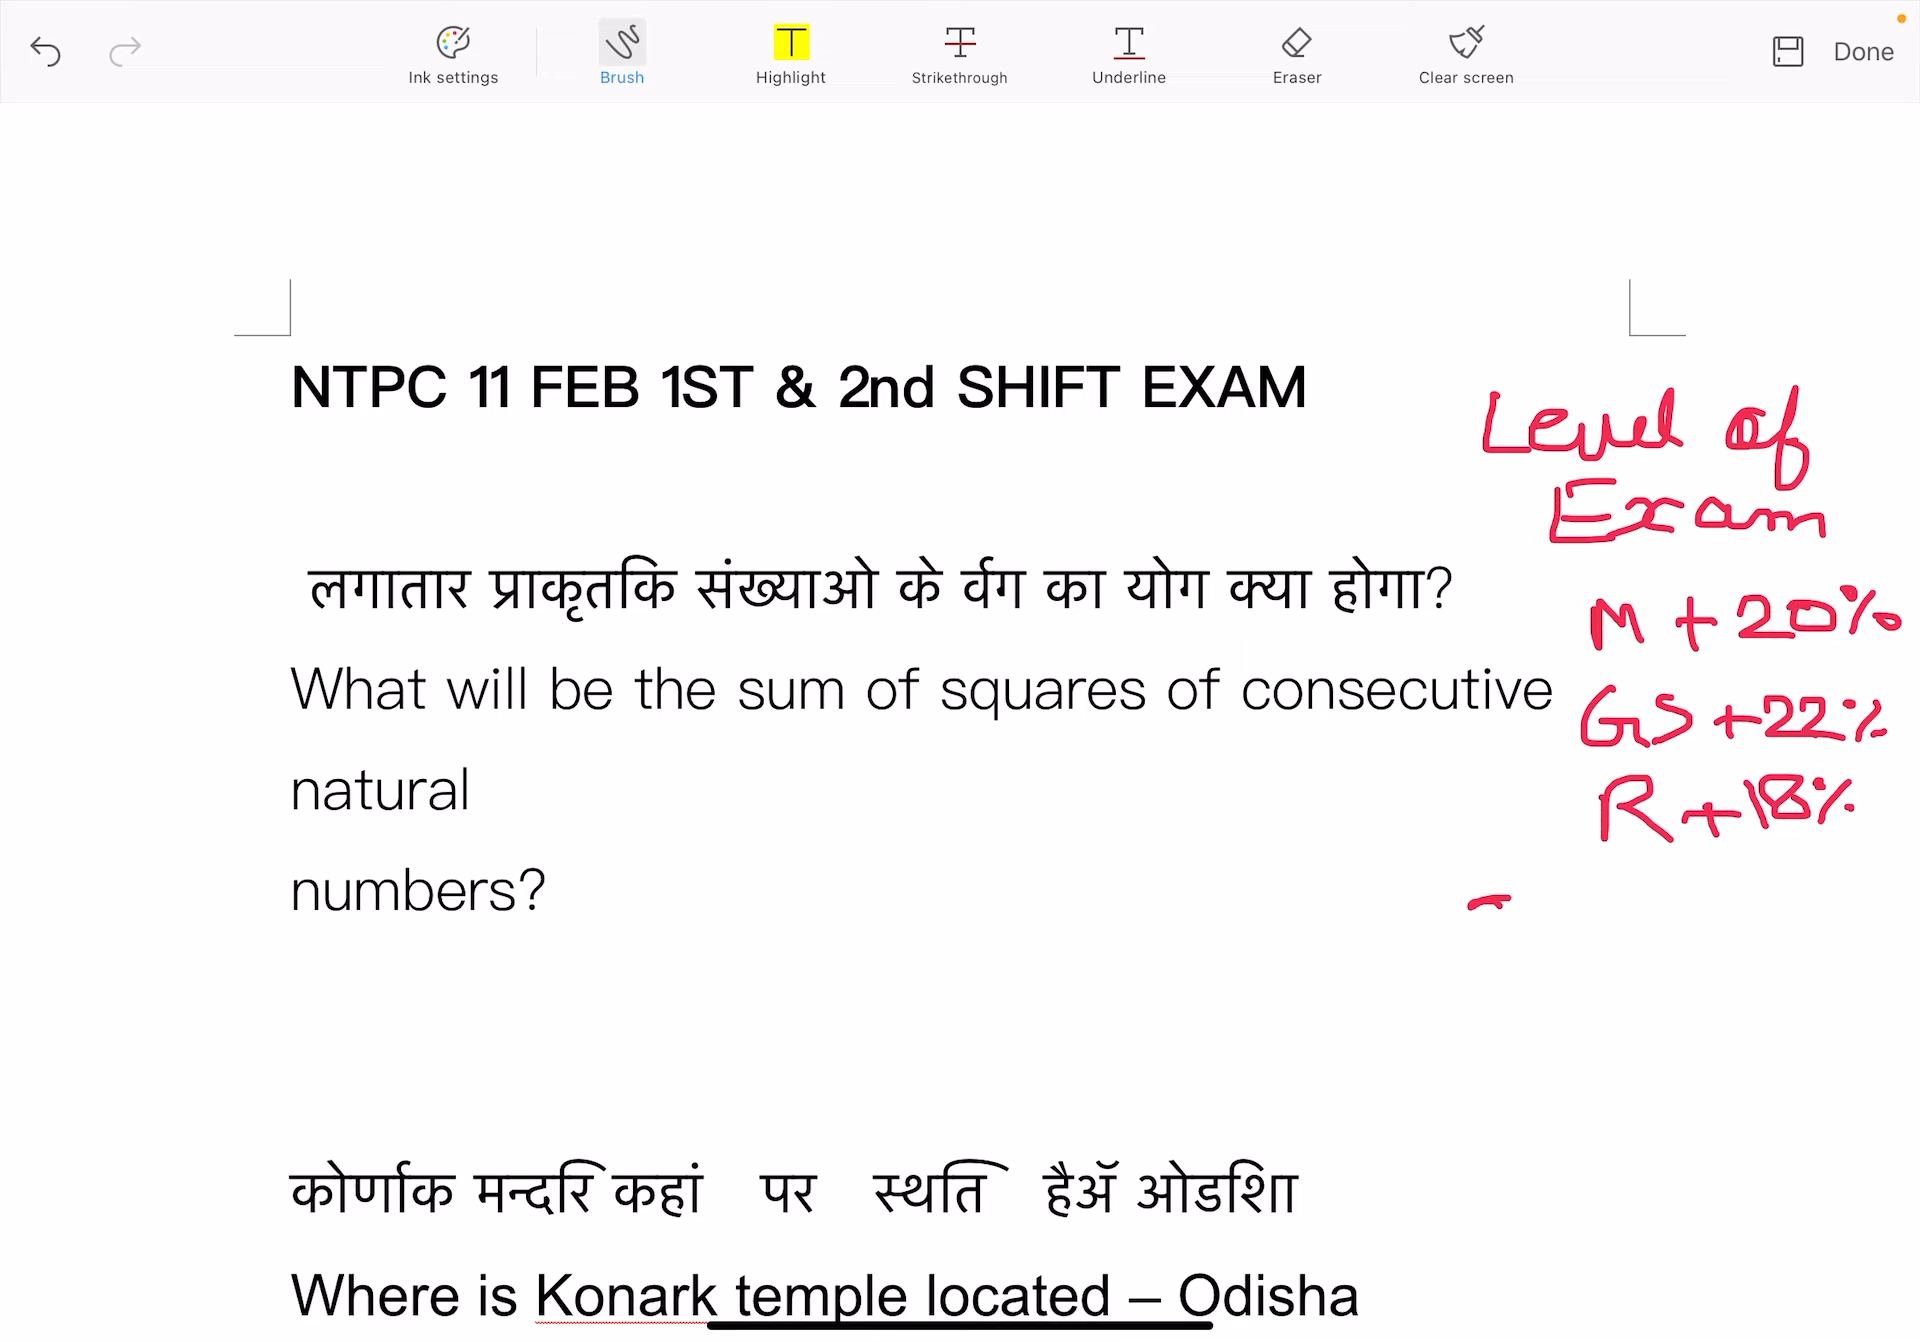 Ink settings
Brush
Highlight
Strikethrough
Underline
Eraser
Clear screen
Done
NTPC 11 FEB 1ST & 2nd SHIFT EXAM
Level of
Exam
लगातार प्राकृतकि संख्याओ के र्वग का योग क्या होगा?
M + 20%
What will be the sum of squares of consecutive
GS + 22%
natural
R + 18%
numbers?
कोर्णाक मन्दरि कहां पर स्थति हैॲ ओडशिा
Where is Konark temple located – Odisha